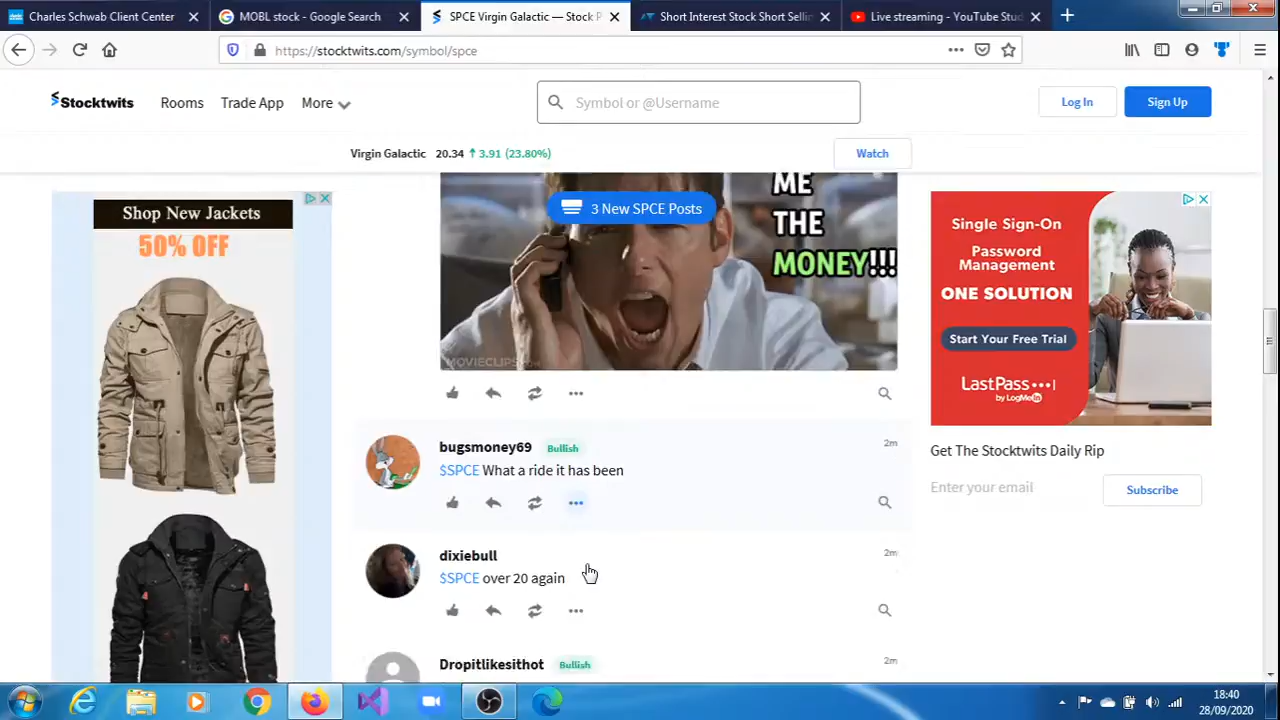 Charles Schwab Client Center
MOBL stock - Google Search
SPCE Virgin Galactic — Stock P
Short Interest Stock Short Sellin
Live streaming - YouTube Stud
https://stocktwits.com/symbol/spce
Stocktwits
Rooms
Trade App
More
Symbol or @Username
Log In
Sign Up
Virgin Galactic 20.34 ↑ 3.91 (23.80%)
Watch
Shop New Jackets
50% OFF
ME
THE
MONEY!!!
3 New SPCE Posts
MOVIECLIPS
Single Sign-On
Password
Management
ONE SOLUTION
Start Your Free Trial
LastPass•••|
by LogMeIn
bugsmoney69 Bullish
2m
$SPCE What a ride it has been
Get The Stocktwits Daily Rip
Enter your email
Subscribe
dixiebull
2m
$SPCE over 20 again
Dropitlikesithot Bullish
2m
18:40
28/09/2020